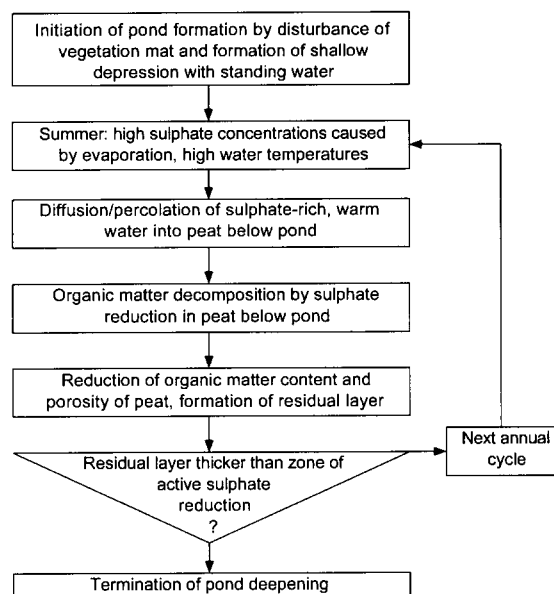 Initiation of pond formation by disturbance
of vegetation mat and formation of shallow
depression with standing water
Summer: high sulphate concentrations caused
by evaporation, high water temperatures
Diffusion/percolation of sulphate-rich, warm
water into peat below pond
Organic matter decomposition by sulphate
reduction in peat below pond
Reduction of organic matter content and
porosity of peat, formation of residual layer
Residual layer thicker than zone of
active sulphate
reduction
?
Next annual
cycle
Termination of pond deepening